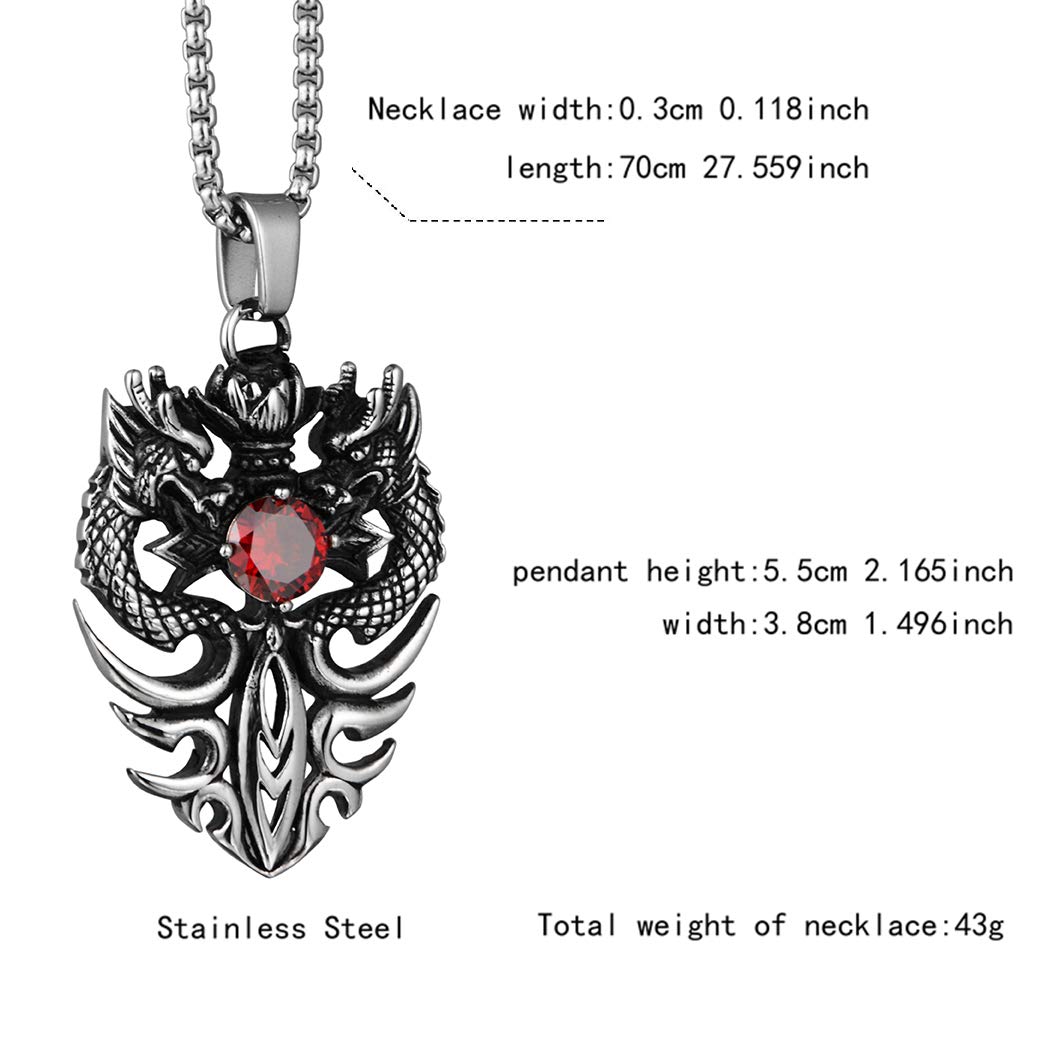 Necklace width:0.3cm 0.118inch
length:70cm 27.559inch
pendant height:5.5cm 2.165inch
width:3.8cm 1.496inch
Stainless Steel
Total weight of necklace:43g